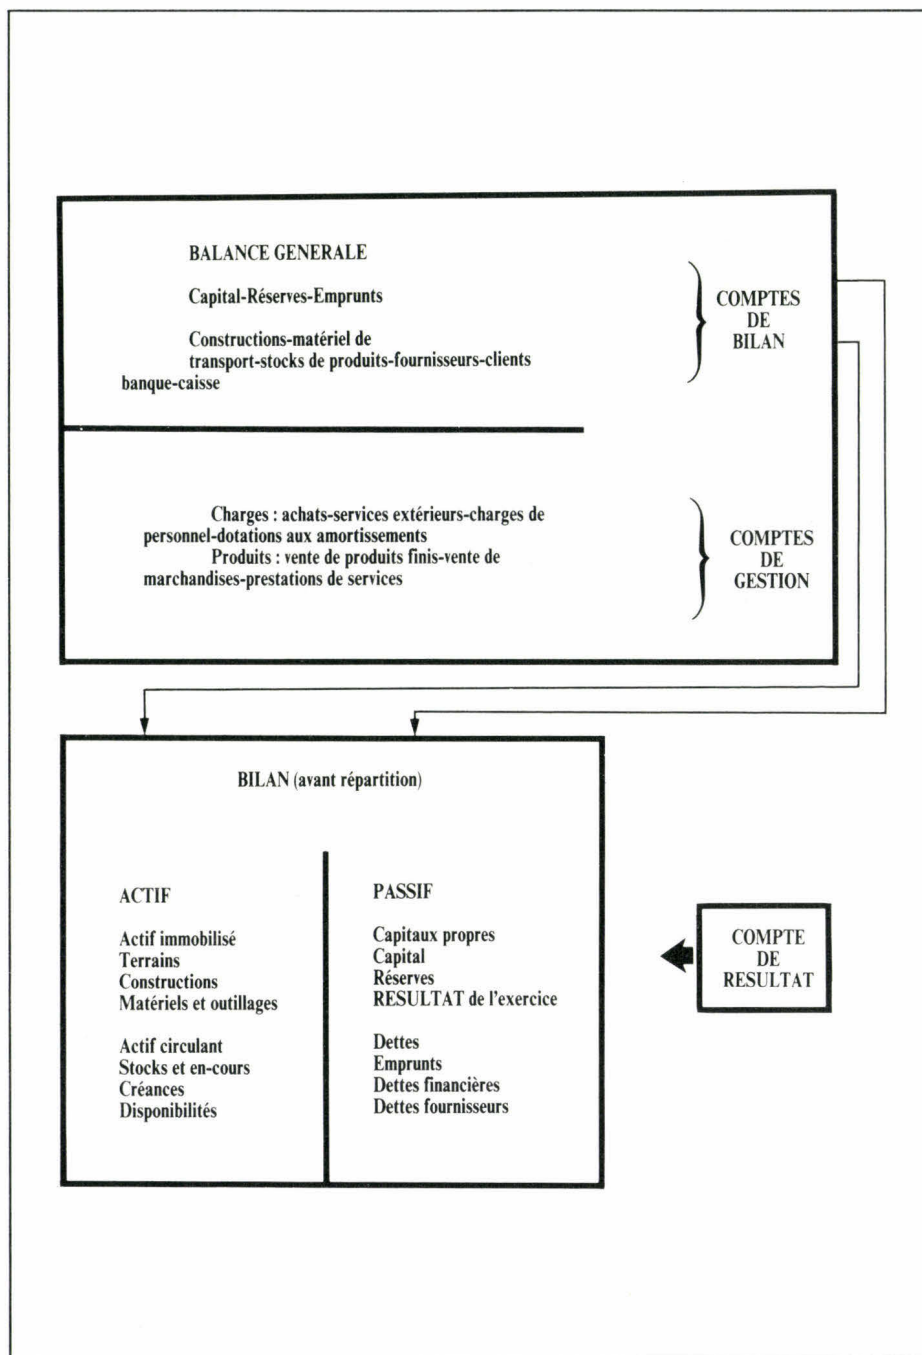 BALANCE GENERALE
Capital-Réserves-Emprunts
Constructions-matériel de
transport-stocks de produits-fournisseurs-clients
banque-caisse
COMPTES
DE
BILAN
Charges : achats-services extérieurs-charges de
personnel-dotations aux amortissements
Produits : vente de produits finis-vente de
marchandises-prestations de services
COMPTES
DE
GESTION
BILAN (avant répartition)
ACTIF
Actif immobilisé
Terrains
Constructions
Matériels et outillages
Actif circulant
Stocks et en-cours
Créances
Disponibilités
PASSIF
Capitaux propres
Capital
Réserves
RESULTAT de l'exercice
Dettes
Emprunts
Dettes financières
Dettes fournisseurs
COMPTE
DE
RESULTAT